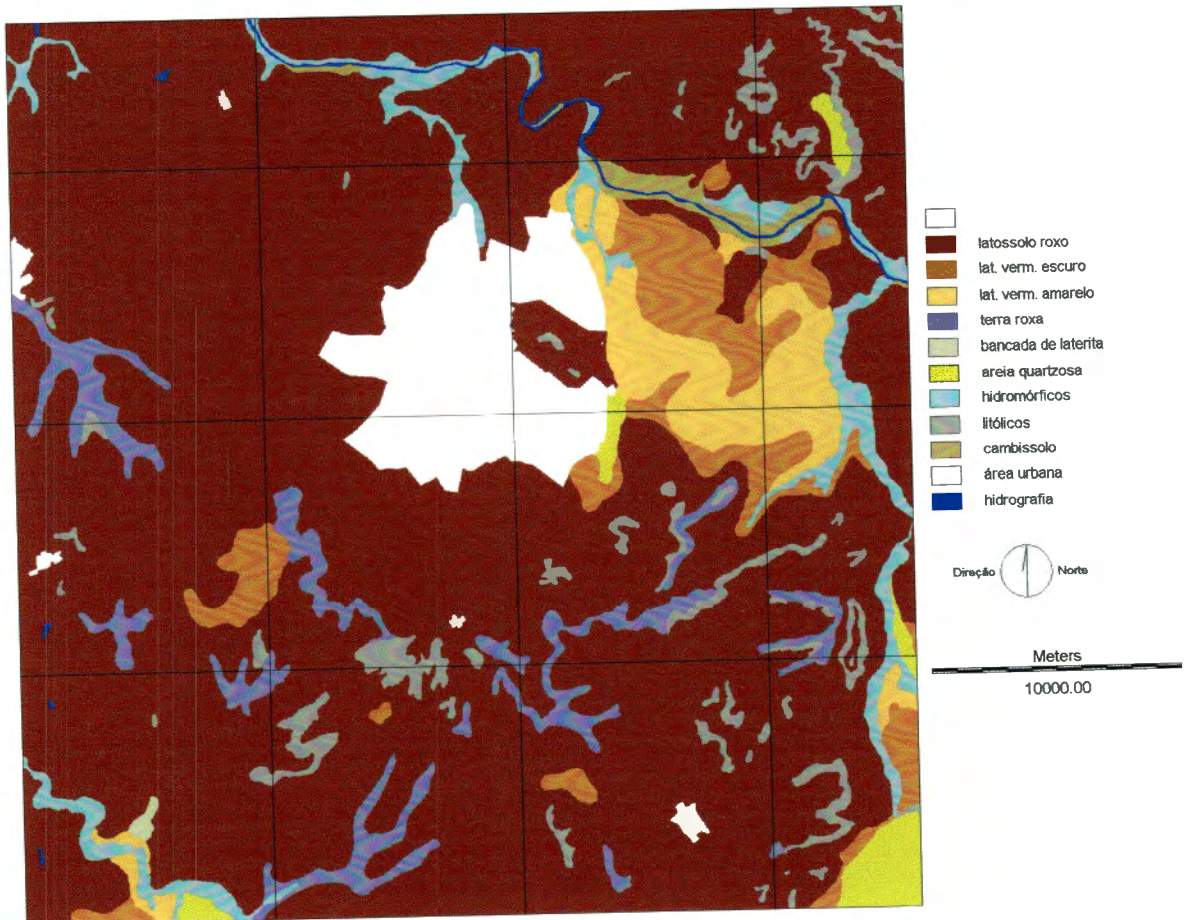 latossolo roxo
lat. verm. escuro
lat. verm. amarelo
terra roxa
bancada de laterita
areia quartzosa
hidromórficos
litólicos
cambissolo
área urbana
hidrografia
Direção Norte
Meters
10000.00